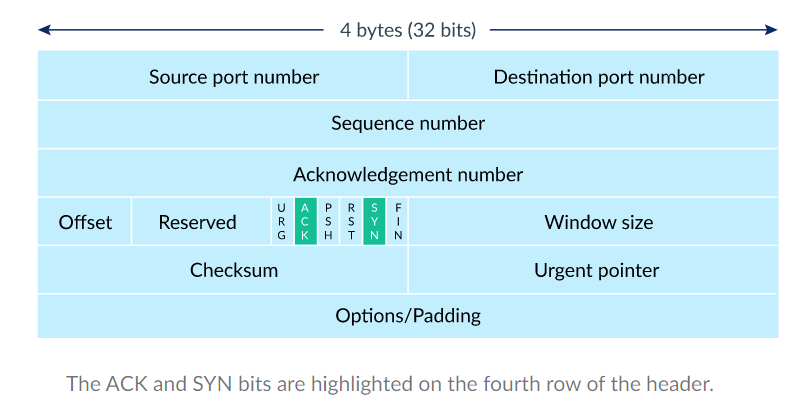 4 bytes (32 bits)
Source port number Destination port number
Sequence number
Acknowledgement number
Offset Reserved URG ACK PSH RST SYN FIN Window size
Checksum Urgent pointer
Options/Padding
The ACK and SYN bits are highlighted on the fourth row of the header.